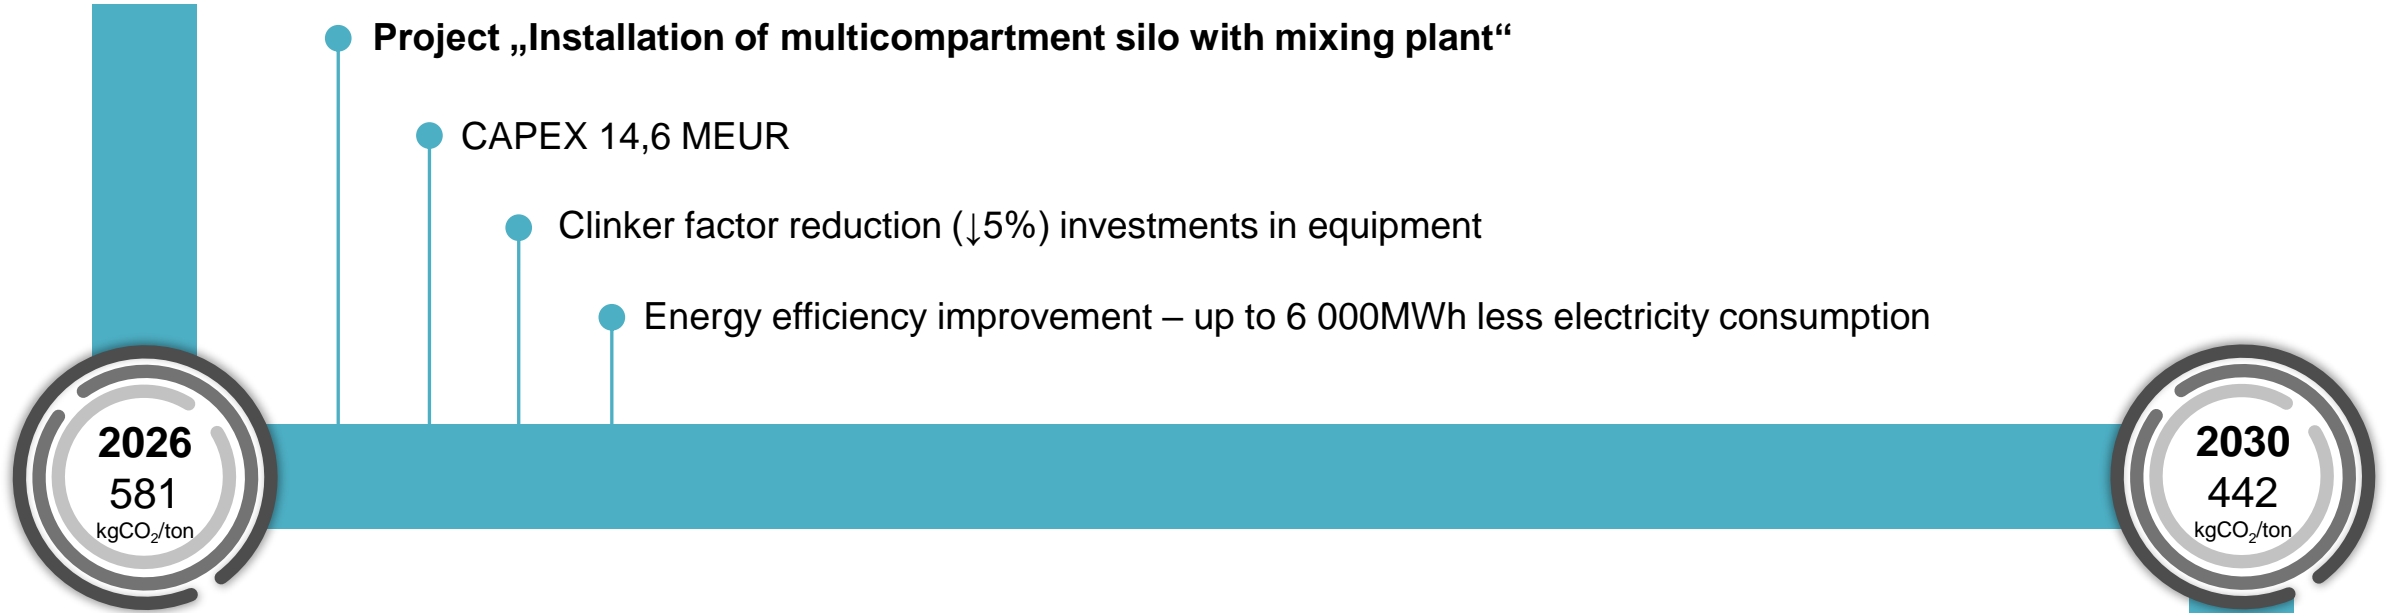 Project „Installation of multicompartment silo with mixing plant“
CAPEX 14,6 MEUR
Clinker factor reduction (↓5%) investments in equipment
Energy efficiency improvement – up to 6 000MWh less electricity consumption
2026
581
kgCO₂/ton
2030
442
kgCO₂/ton